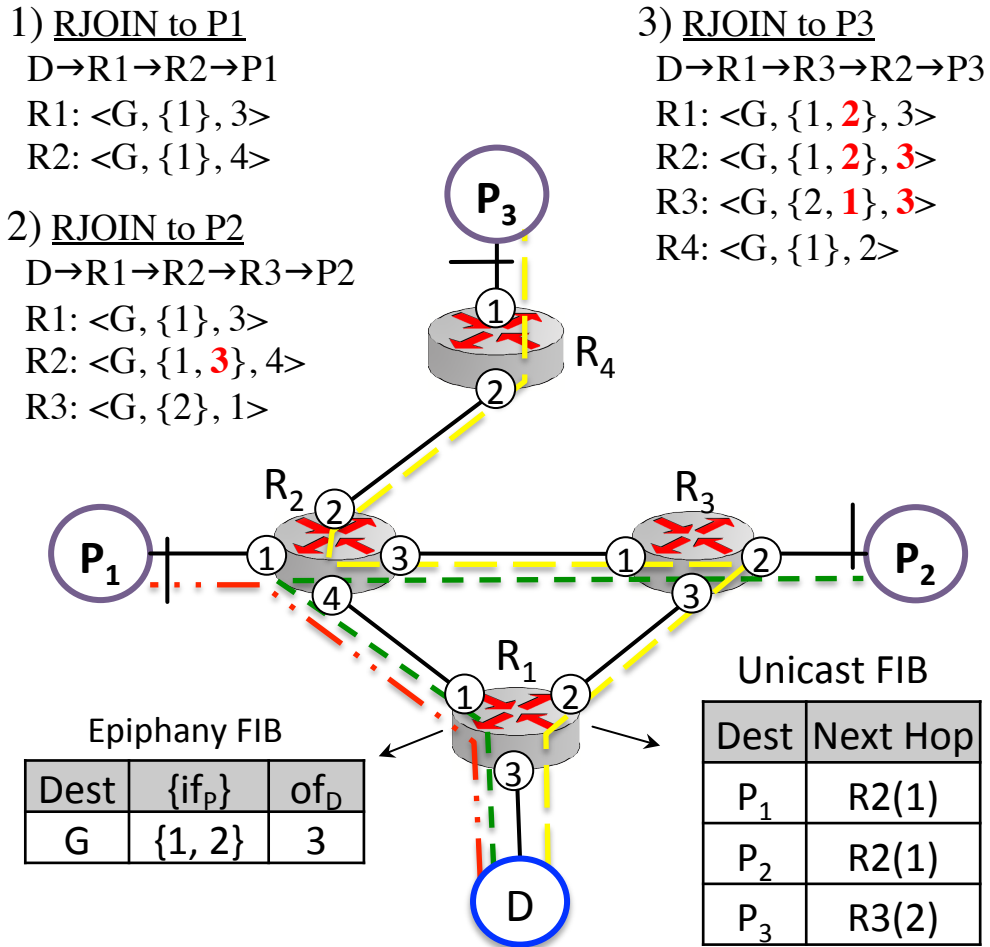 1) RJOIN to P1
D→R1→R2→P1
R1: <G, {1}, 3>
R2: <G, {1}, 4>
2) RJOIN to P2
D→R1→R2→R3→P2
R1: <G, {1}, 3>
R2: <G, {1, 3}, 4>
R3: <G, {2}, 1>
3) RJOIN to P3
D→R1→R3→R2→P3
R1: <G, {1, 2}, 3>
R2: <G, {1, 2}, 3>
R3: <G, {2, 1}, 3>
R4: <G, {1}, 2>
P3
1
R4
2
R2
2
R3
P1
1
3
1
2
P2
4
3
R1
1
2
3
D
Epiphany FIB
Dest {ifP} ofD
G {1, 2} 3
Unicast FIB
Dest Next Hop
P1 R2(1)
P2 R2(1)
P3 R3(2)